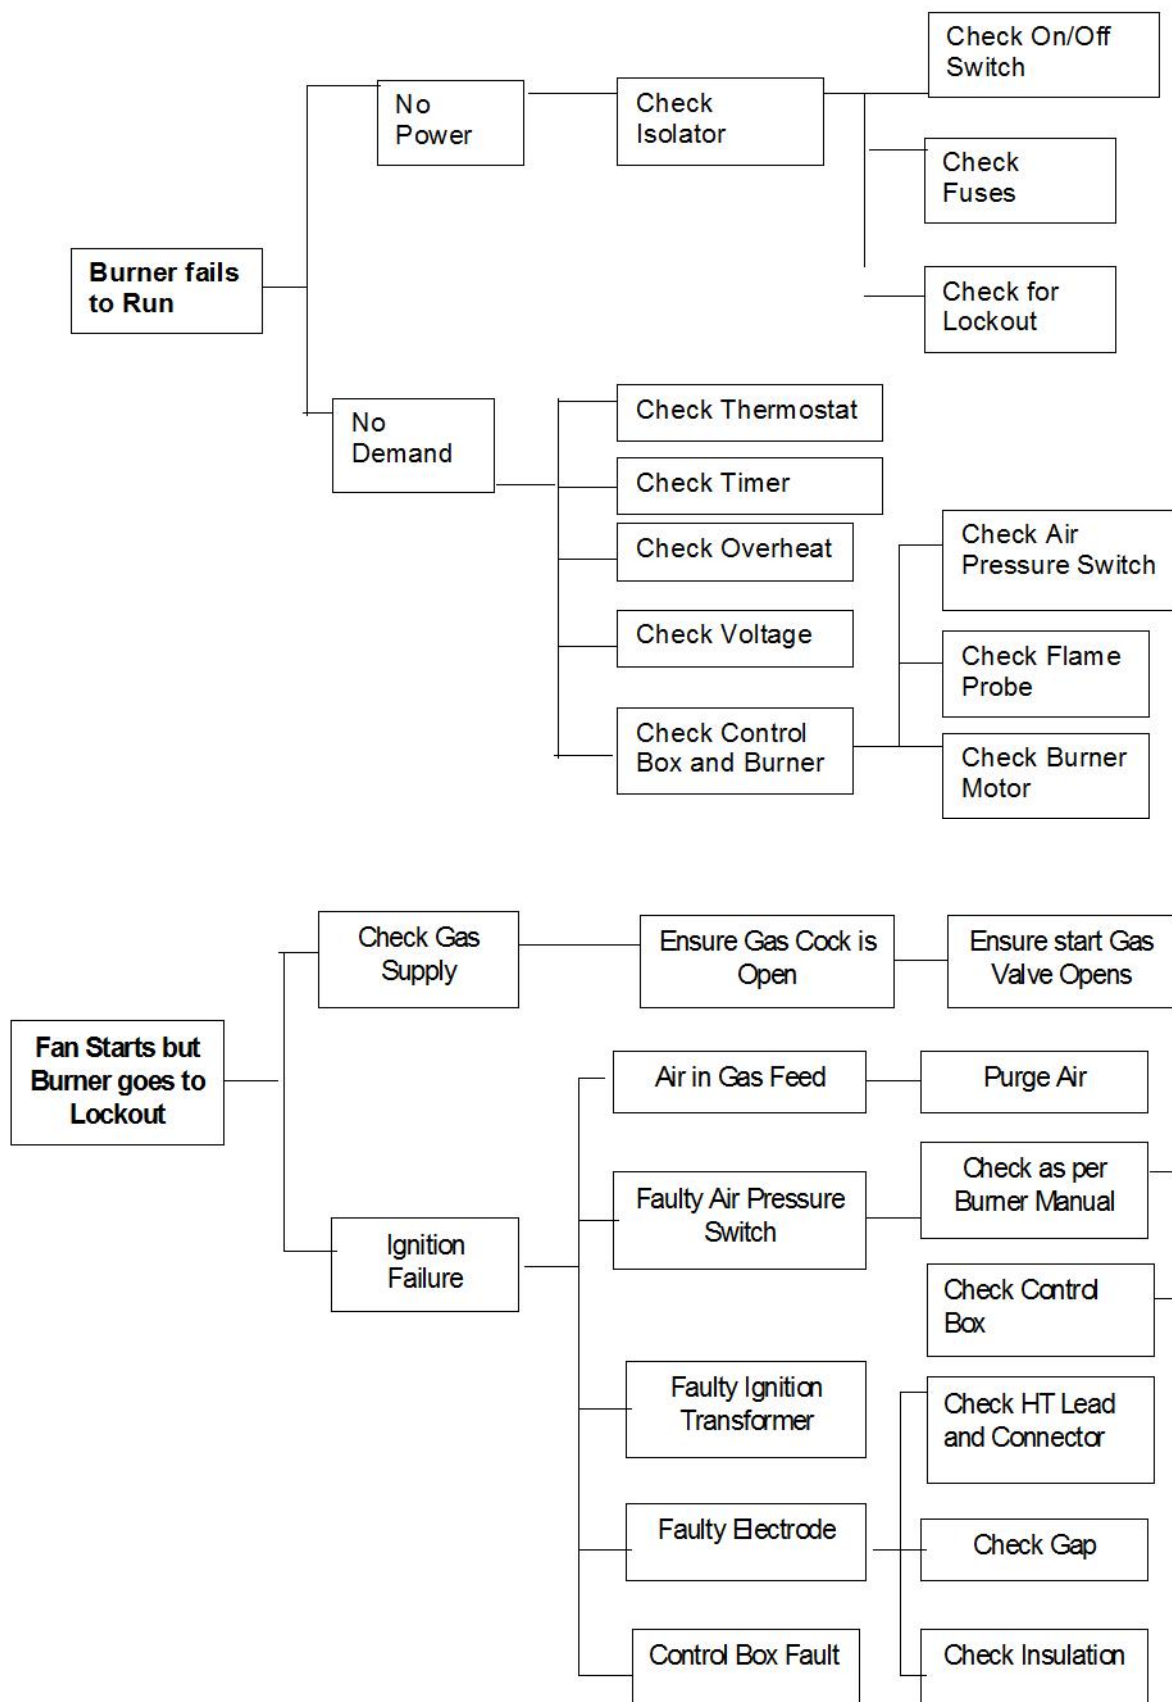 Check On/Off
Switch
No
Power
Check
Isolator
Check
Fuses
Burner fails
to Run
Check for
Lockout
No
Demand
Check Thermostat
Check Timer
Check Overheat
Check Voltage
Check Control
Box and Burner
Check Air
Pressure Switch
Check Flame
Probe
Check Burner
Motor
Check Gas
Supply
Ensure Gas Cock is
Open
Ensure start Gas
Valve Opens
Fan Starts but
Burner goes to
Lockout
Air in Gas Feed
Purge Air
Faulty Air Pressure
Switch
Check as per
Burner Manual
Ignition
Failure
Check Control
Box
Faulty Ignition
Transformer
Check HT Lead
and Connector
Faulty Electrode
Check Gap
Control Box Fault
Check Insulation